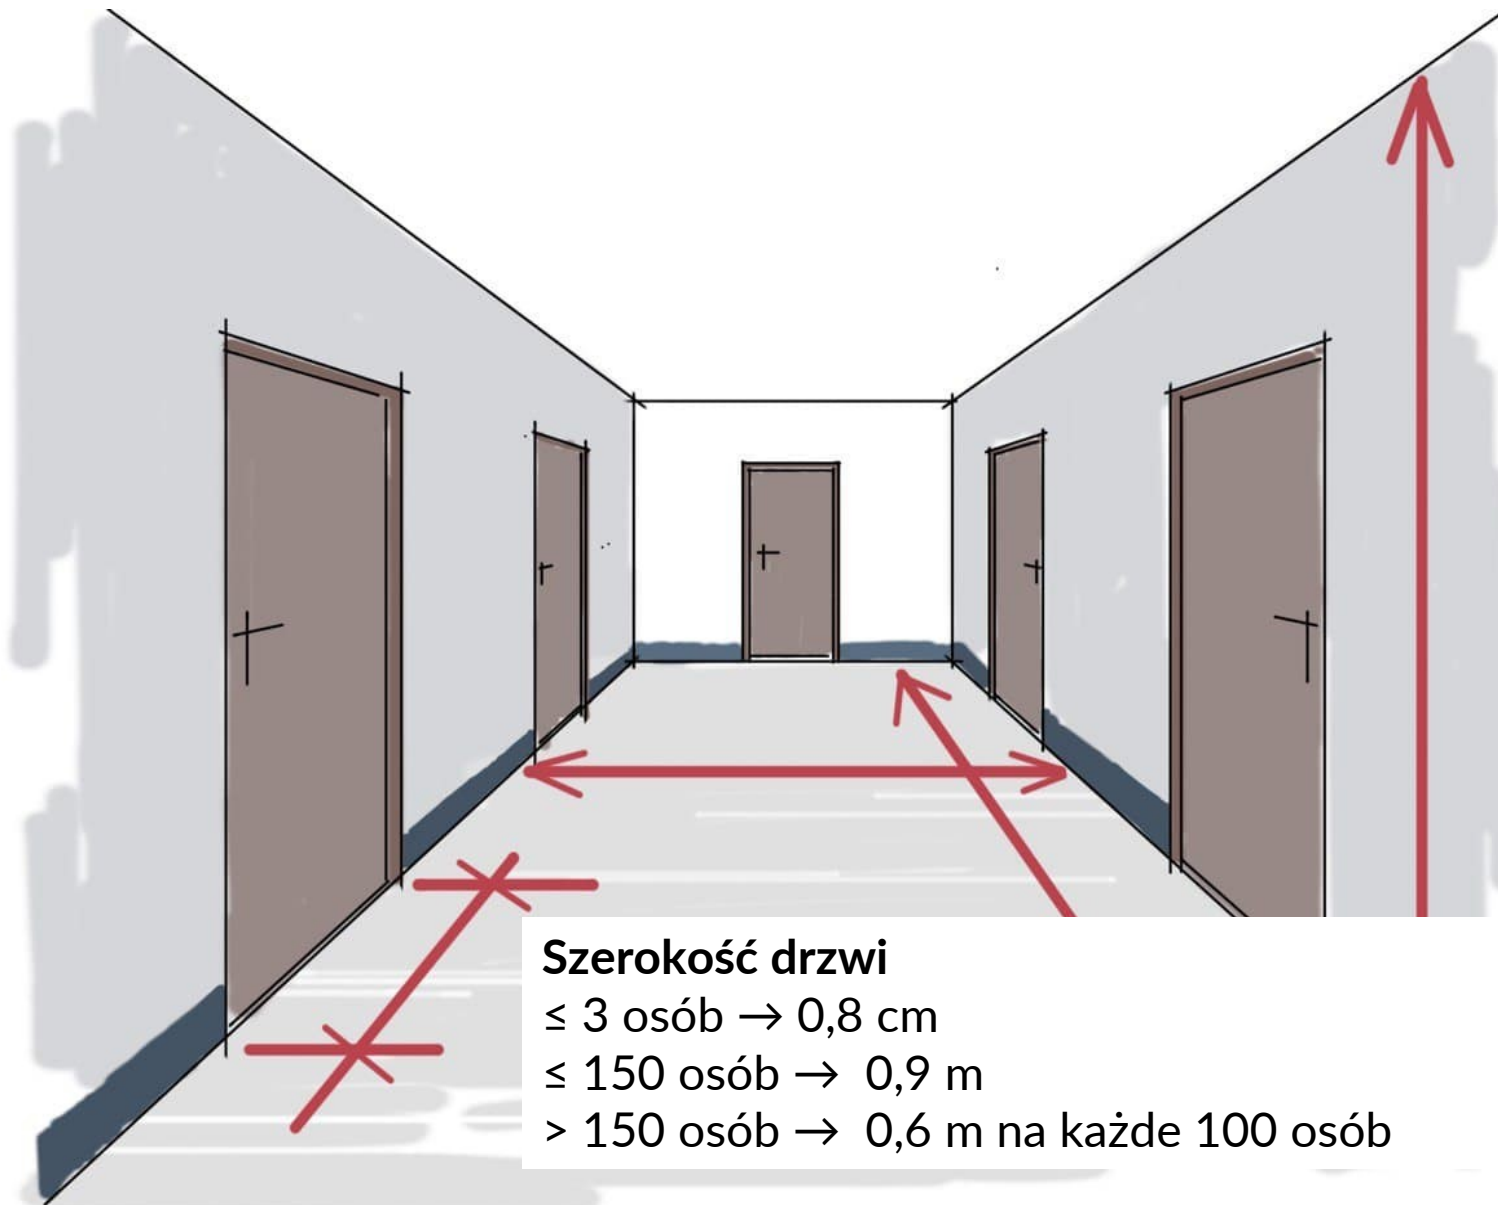 Szerokość drzwi
≤ 3 osób → 0,8 cm
≤ 150 osób → 0,9 m
> 150 osób → 0,6 m na każde 100 osób